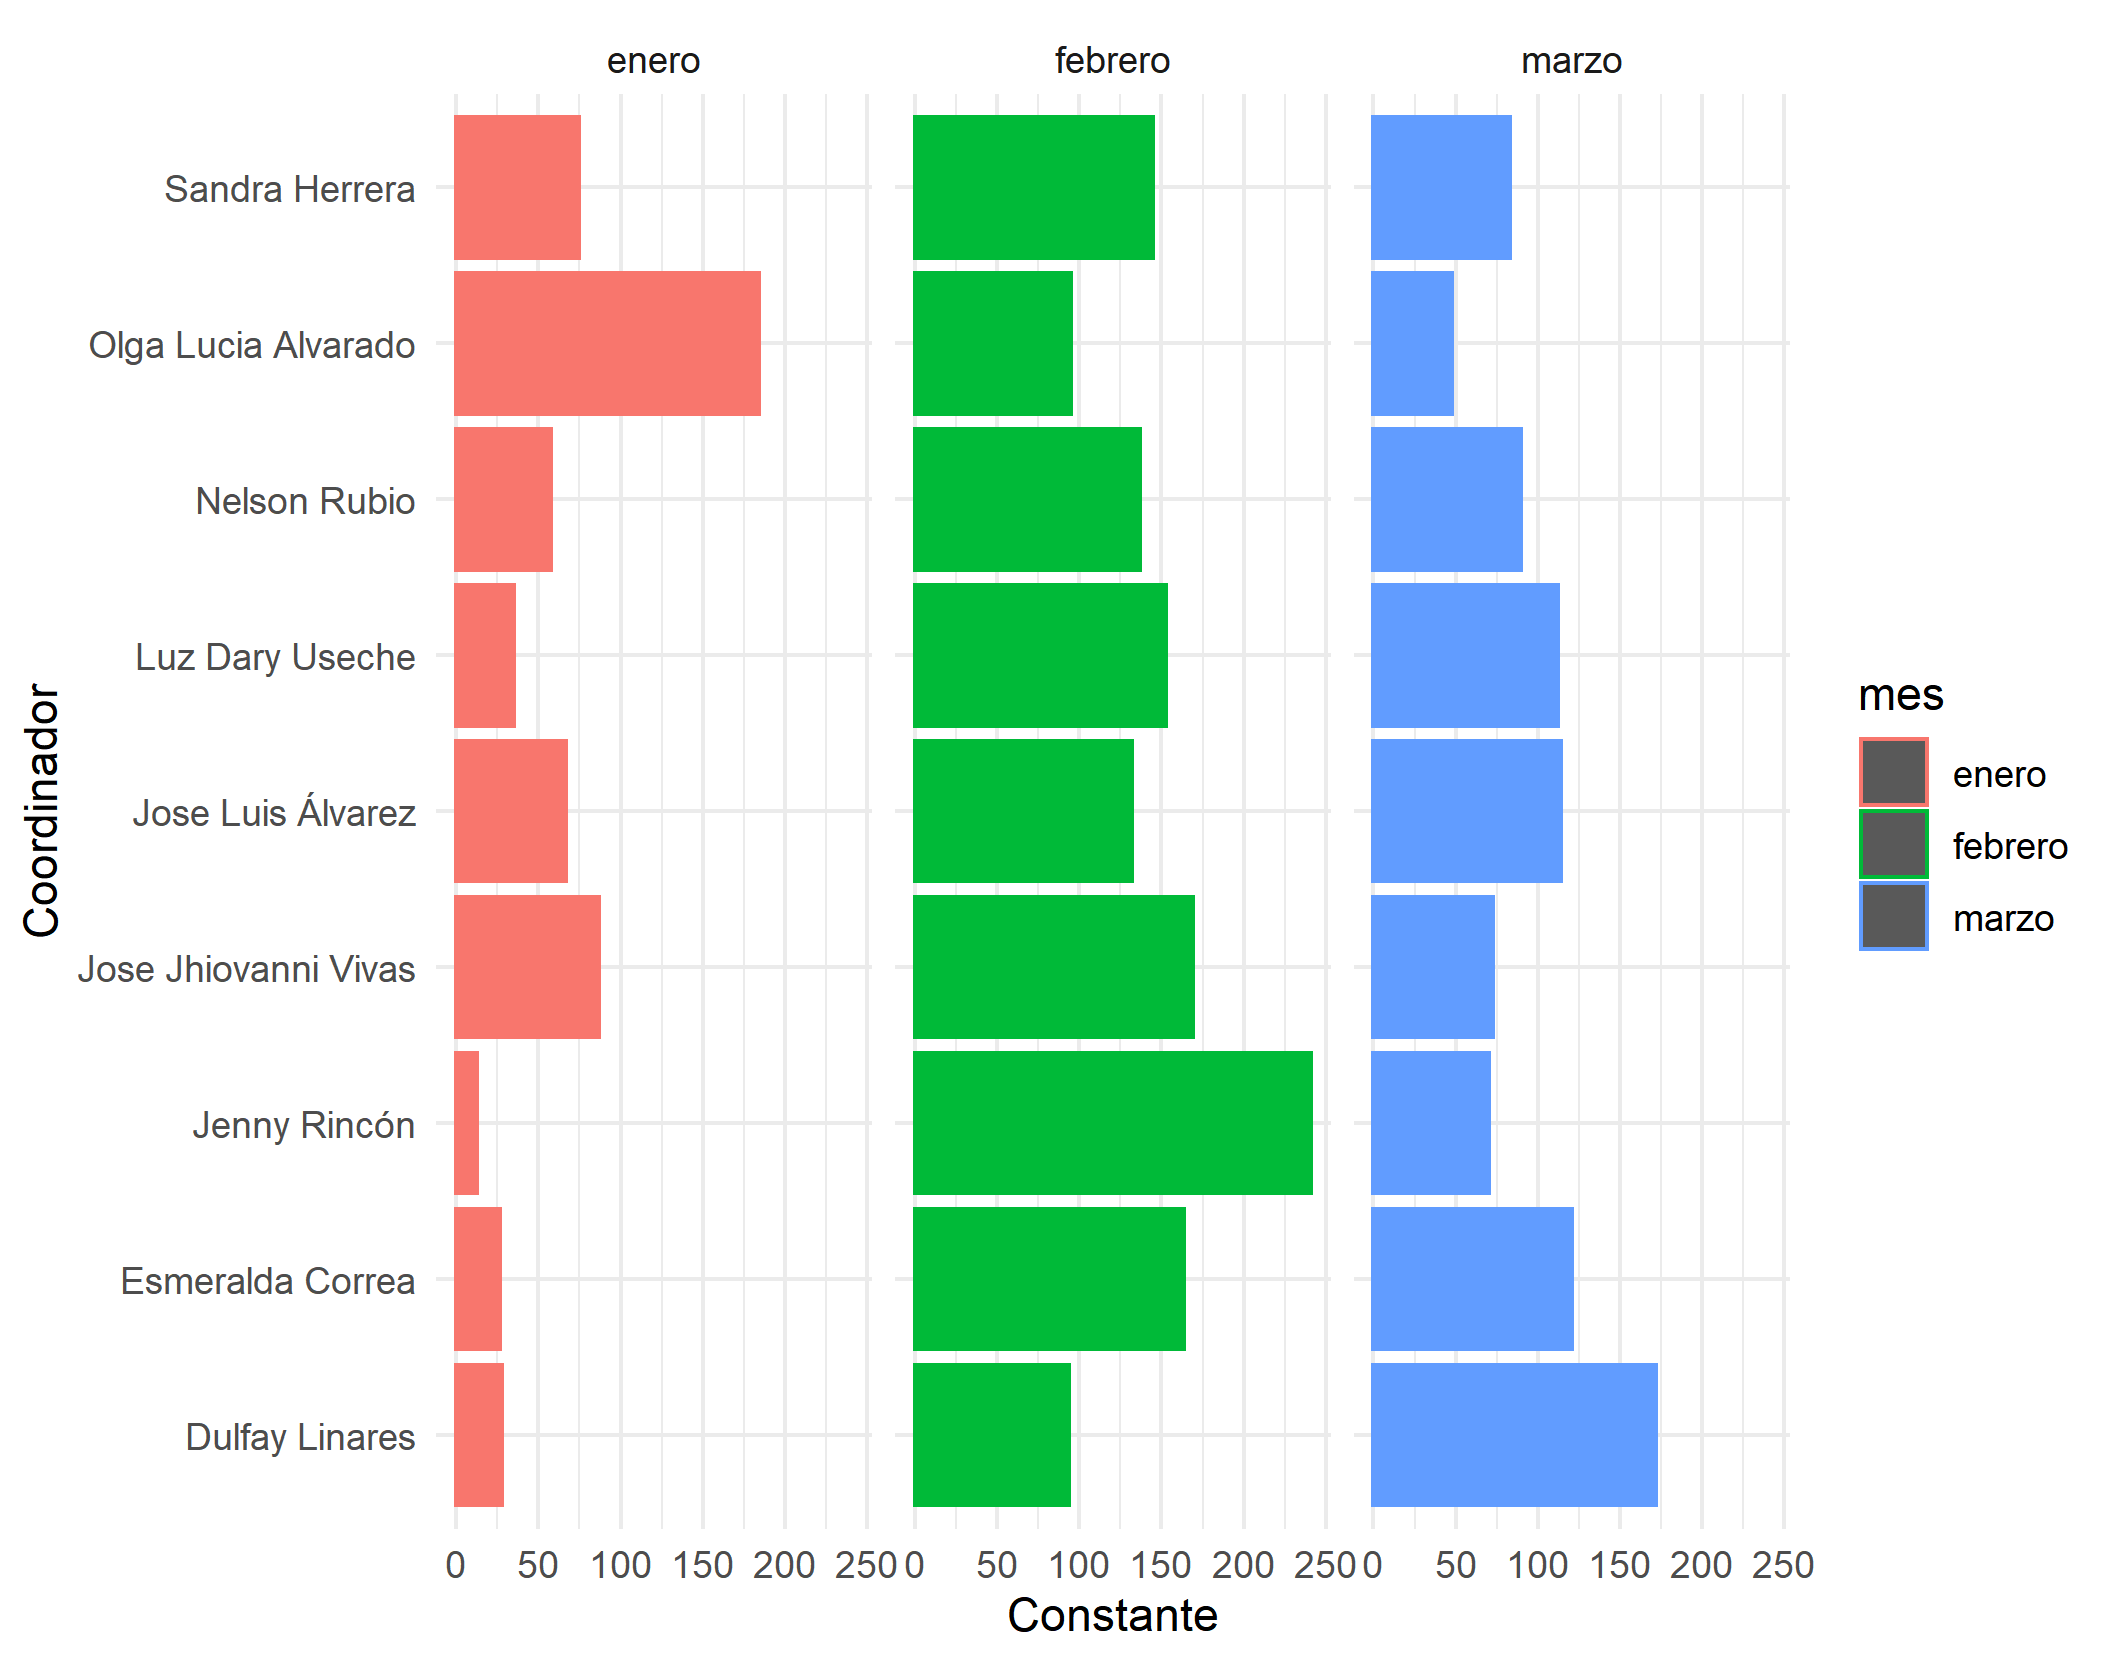 enero febrero marzo
Sandra Herrera
Olga Lucia Alvarado
Nelson Rubio
Luz Dary Useche
Jose Luis Álvarez
Jose Jhiovanni Vivas
Jenny Rincón
Esmeralda Correa
Dulfay Linares
Coordinador
0 50 100 150 200 250 0 50 100 150 200 250 0 50 100 150 200 250
Constante
mes
enero
febrero
marzo